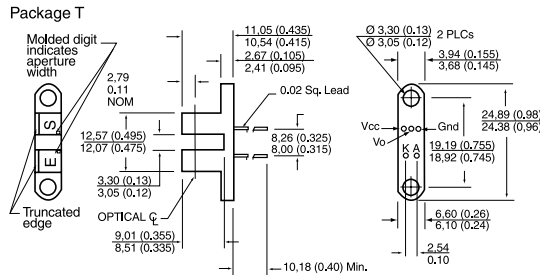 Package T
Molded digit
indicates
aperture
width
S
E
Truncated
edge
2,79
0.11
NOM
12,57 (0.495)
12,07 (0.475)
3,30 (0.13)
3,05 (0.12)
OPTICAL ℄
9,01 (0.355)
8,51 (0.335)
11,05 (0.435)
10,54 (0.415)
2,67 (0.105)
2,41 (0.095)
0.02 Sq. Lead
8,26 (0.325)
8,00 (0.315)
10,18 (0.40) Min.
Ø 3,30 (0.13)
Ø 3,05 (0.12)
2 PLCs
3,94 (0.155)
3,68 (0.145)
Vcc
Vo
Gnd
K A
24,89 (0.98)
24.38 (0,96)
19,19 (0.755)
18,92 (0.745)
6,60 (0.26)
6,10 (0.24)
2,54
0.10